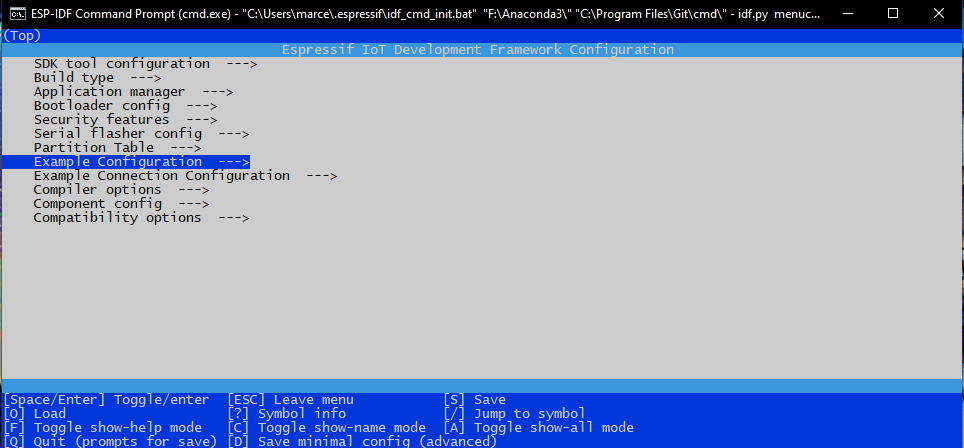 ESP-IDF Command Prompt (cmd.exe) - "C:\Users\marce\.espressif\idf_cmd_init.bat"  "F:\Anaconda3\" "C:\Program Files\Git\cmd\" - idf.py  menuc...
(Top)
Espressif IoT Development Framework Configuration
SDK tool configuration  --->
Build type  --->
Application manager  --->
Bootloader config  --->
Security features  --->
Serial flasher config  --->
Partition Table  --->
Example Configuration  --->
Example Connection Configuration  --->
Compiler options  --->
Component config  --->
Compatibility options  --->
[Space/Enter] Toggle/enter  [ESC] Leave menu           [S] Save
[O] Load                    [?] Symbol info            [/] Jump to symbol
[F] Toggle show-help mode   [C] Toggle show-name mode  [A] Toggle show-all mode
[Q] Quit (prompts for save) [D] Save minimal config (advanced)